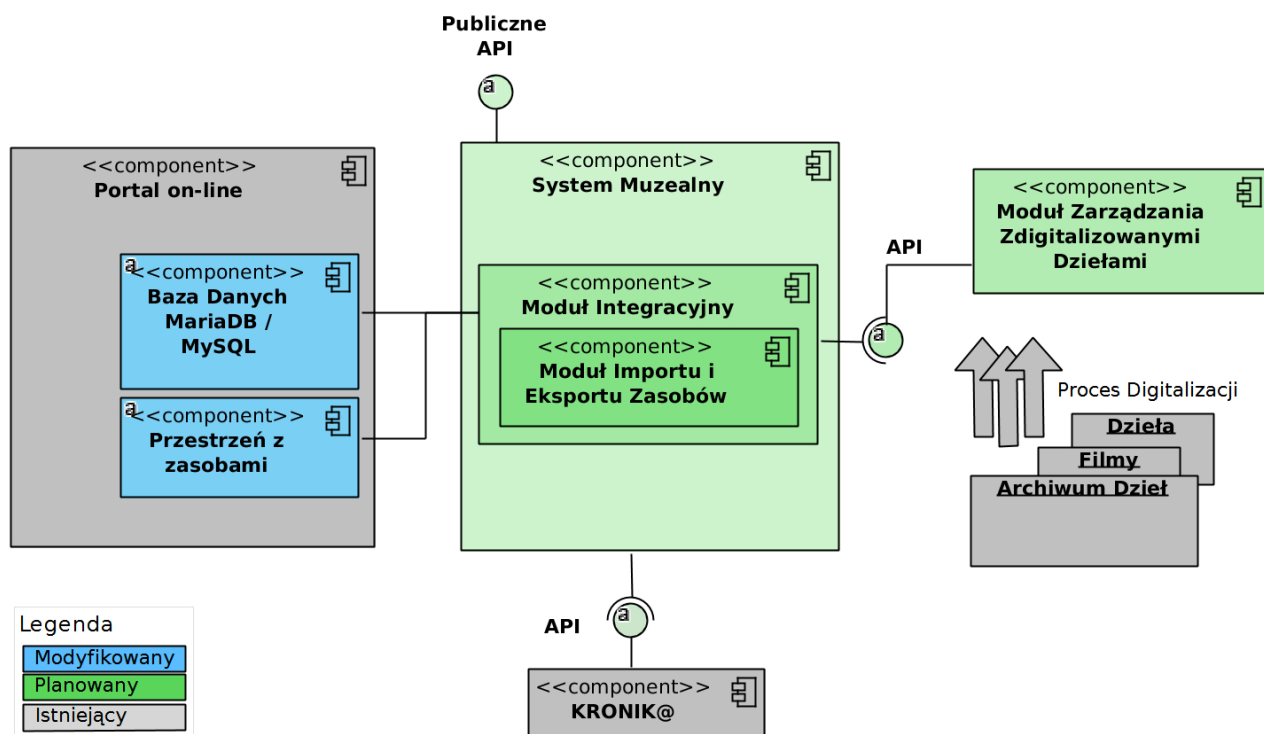 Publiczne
API
a
<<component>>
Portal on-line
a
<<component>>
Baza Danych
MariaDB /
MySQL
a
<<component>>
Przestrzeń z
zasobami
<<component>>
System Muzealny
<<component>>
Moduł Integracyjny
<<component>>
Moduł Importu i
Eksportu Zasobów
API
a
<<component>>
Moduł Zarządzania
Zdigitalizowanymi
Dziełami
Proces Digitalizacji
Dzieła
Filmy
Archiwum Dzieł
API
a
<<component>>
KRONIK@
Legenda
Modyfikowany
Planowany
Istniejący